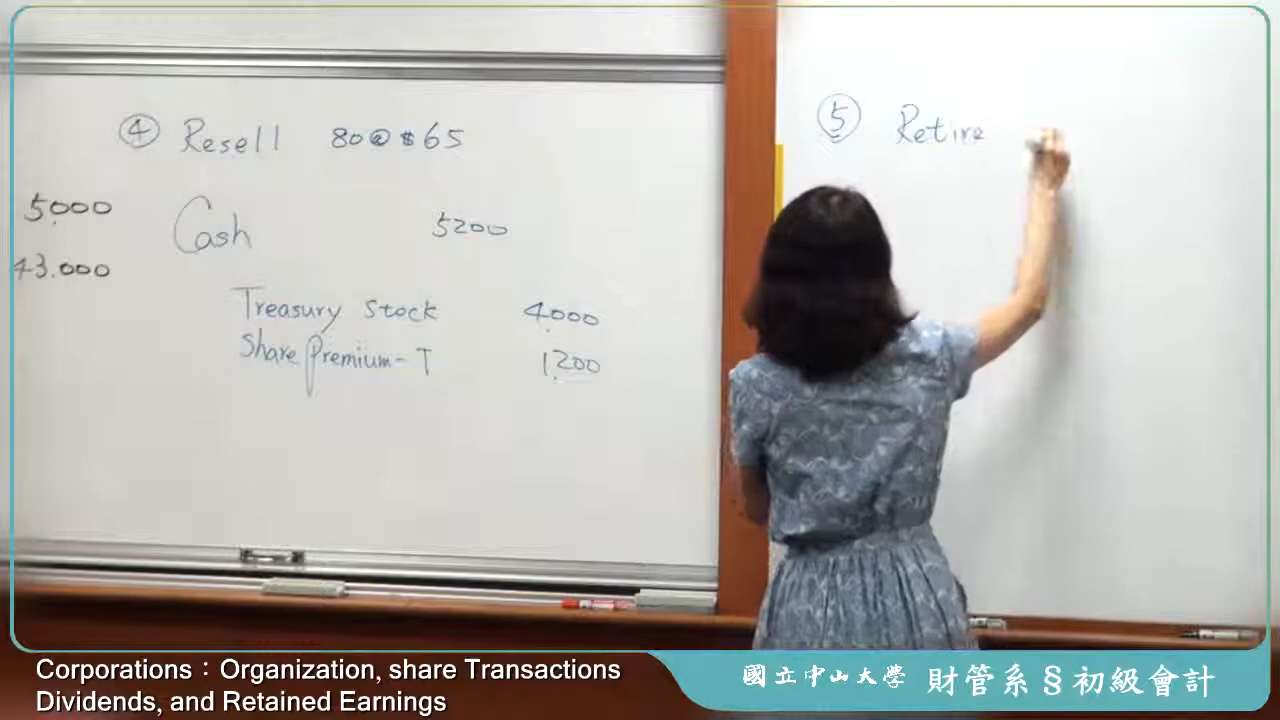 ④ Resell 80@$65
5,000
Cash 5200
43.000
Treasury Stock 4,000
Share Premium-T 1,200
⑤ Retire
Corporations：Organization, share Transactions
Dividends, and Retained Earnings
國立中山大學 財管系§初級會計